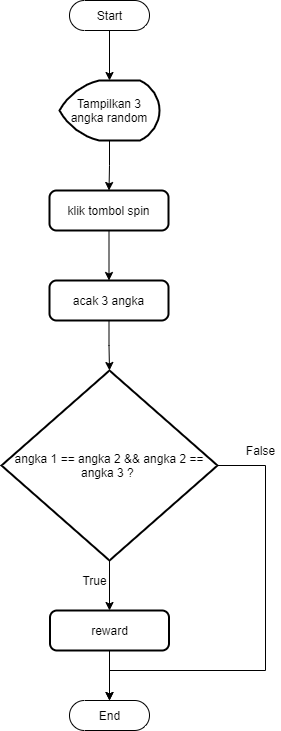 Start
Tampilkan 3
angka random
klik tombol spin
acak 3 angka
angka 1 == angka 2 && angka 2 ==
angka 3 ?
False
True
reward
End